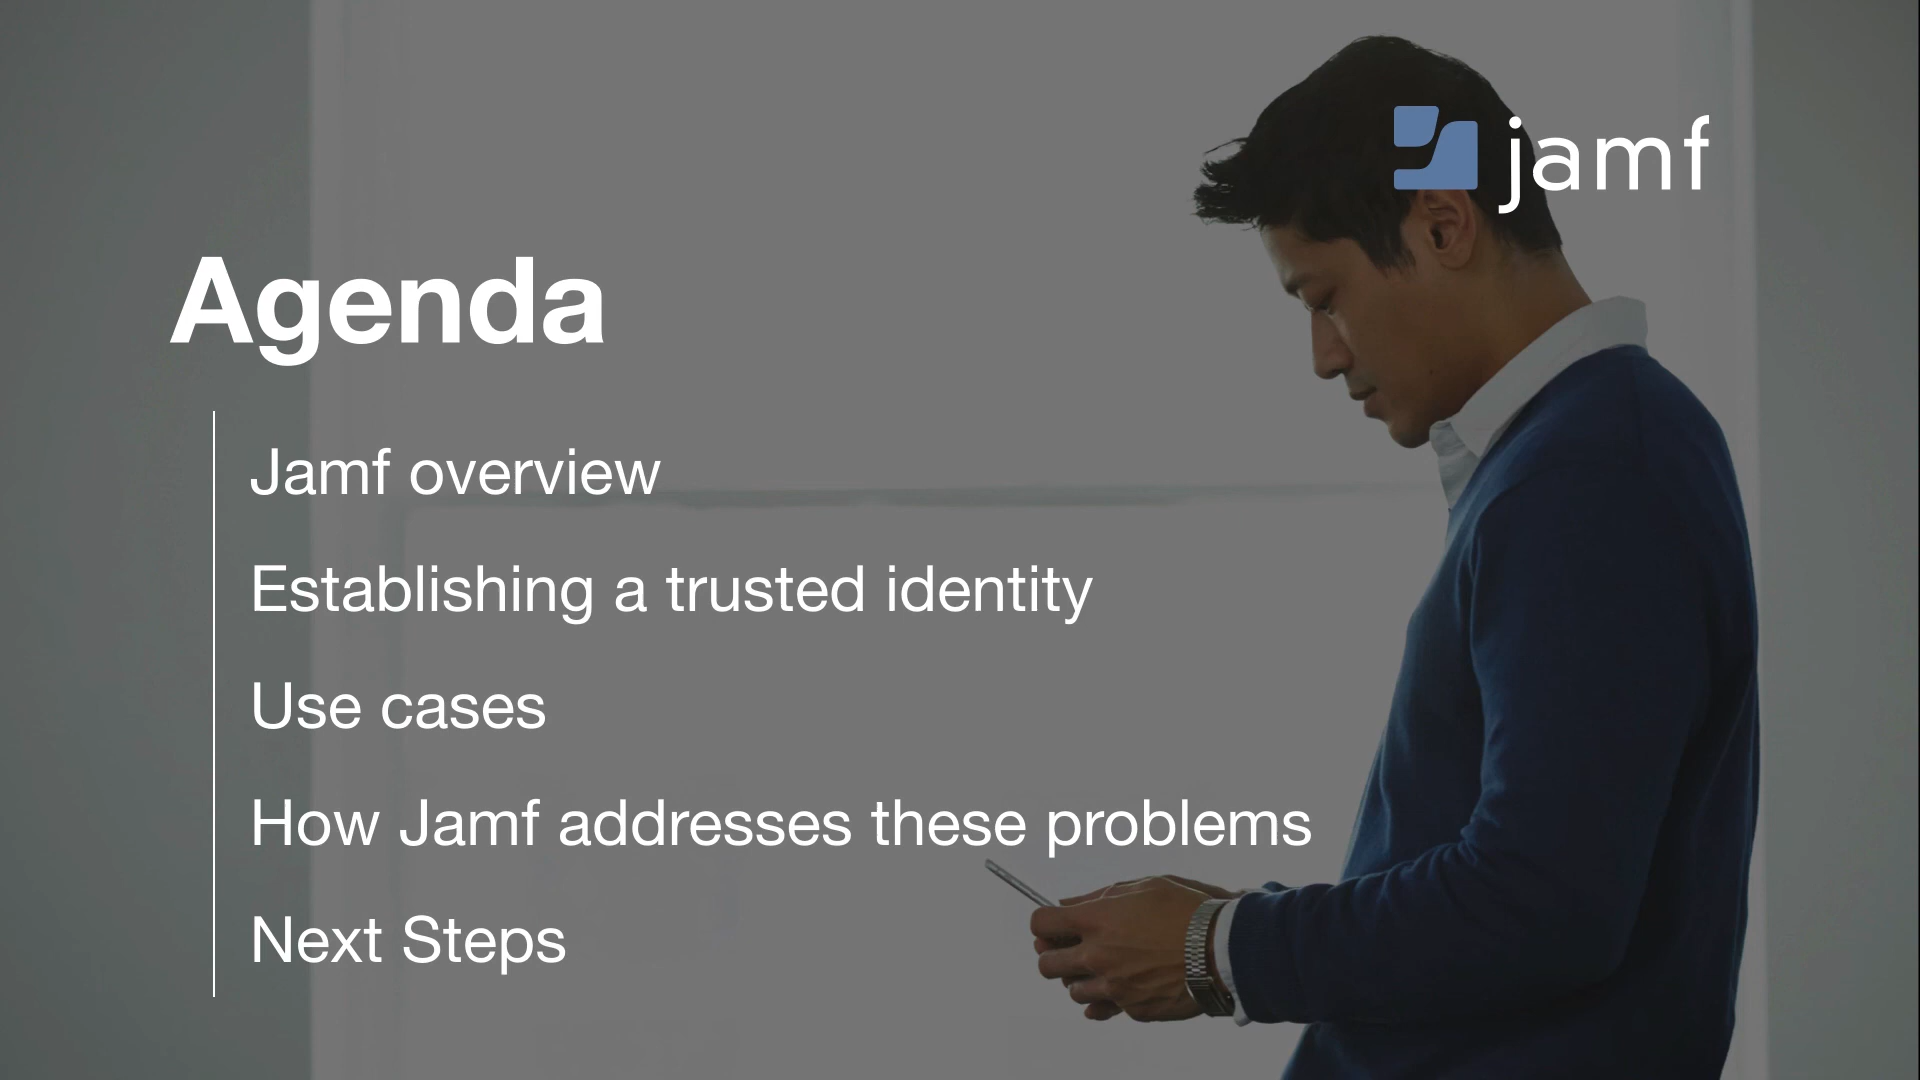 jamf
Agenda
Jamf overview
Establishing a trusted identity
Use cases
How Jamf addresses these problems
Next Steps